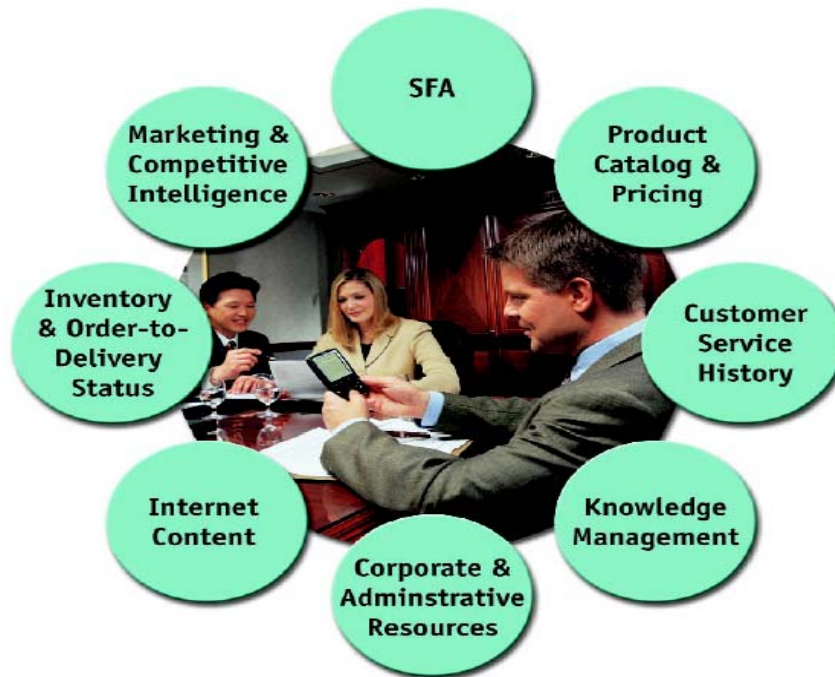 SFA
Product
Catalog &
Pricing
Customer
Service
History
Knowledge
Management
Corporate &
Adminstrative
Resources
Internet
Content
Inventory
& Order-to-
Delivery
Status
Marketing &
Competitive
Intelligence